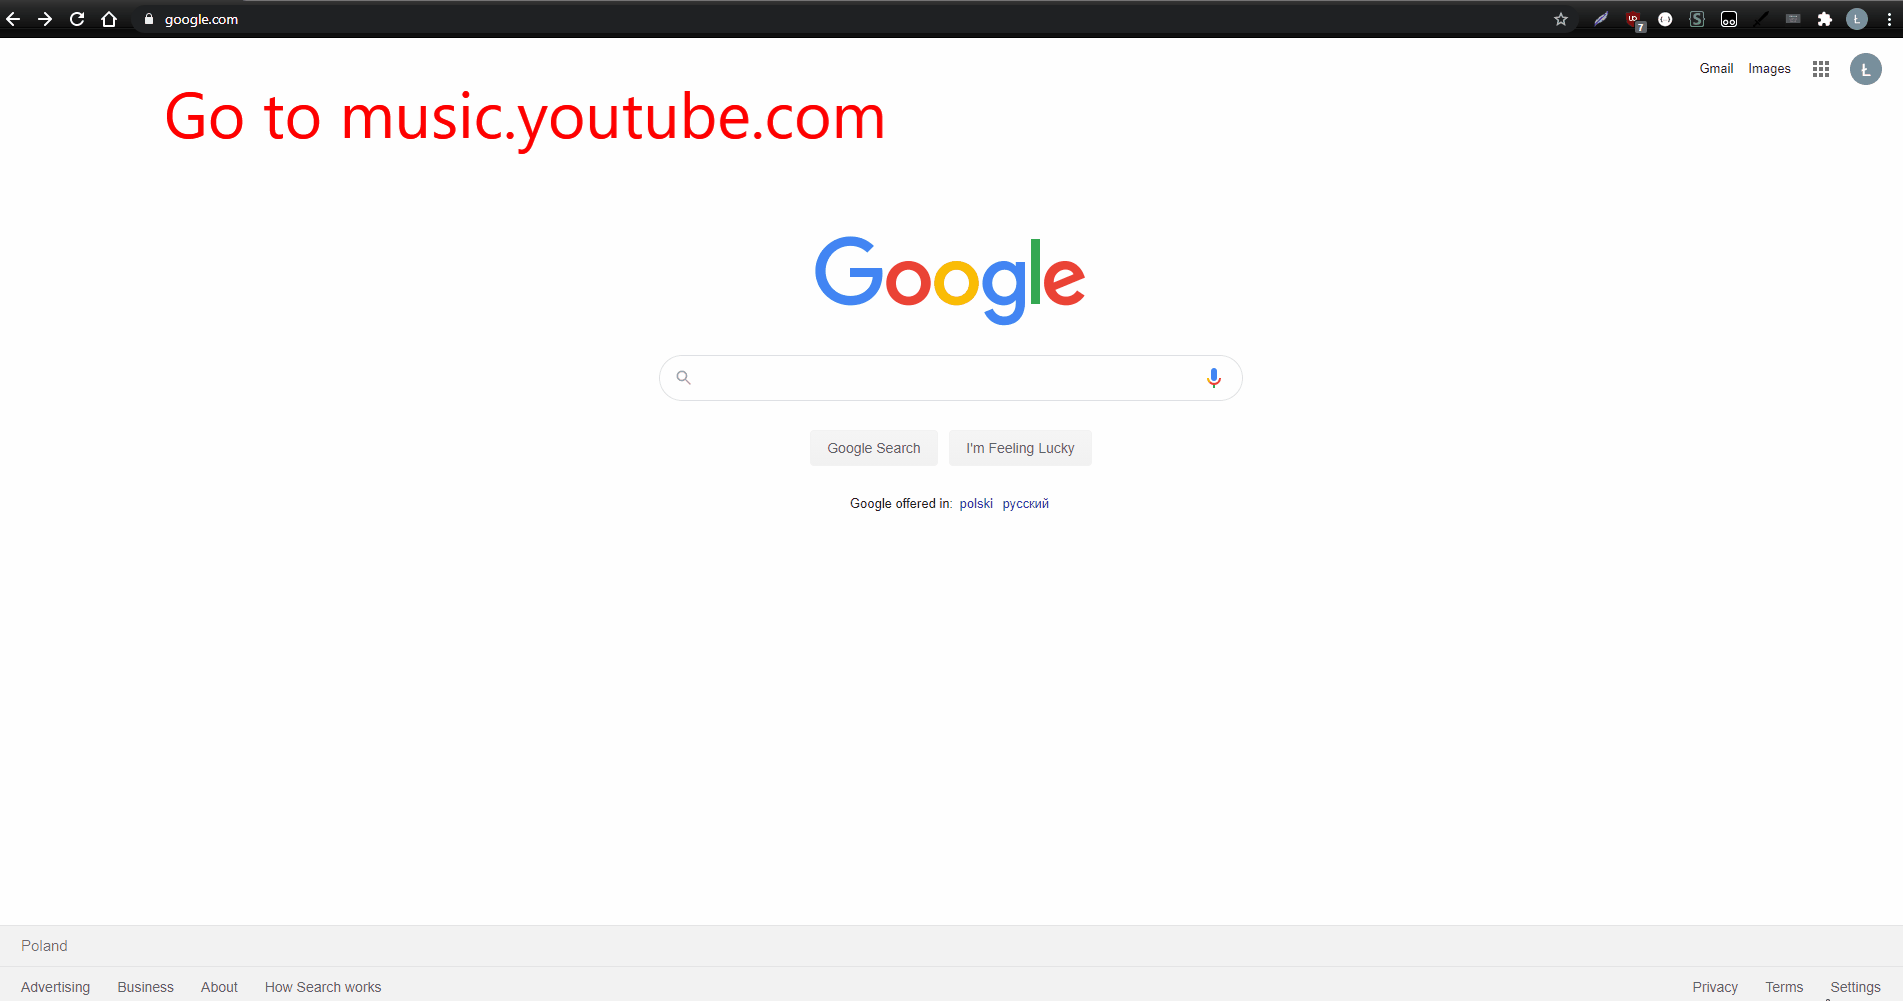 google.com
7
Ł
Gmail Images
Ł
Go to music.youtube.com
Google
Google Search I'm Feeling Lucky
Google offered in: polski русский
Poland
Advertising Business About How Search works
Privacy Terms Settings